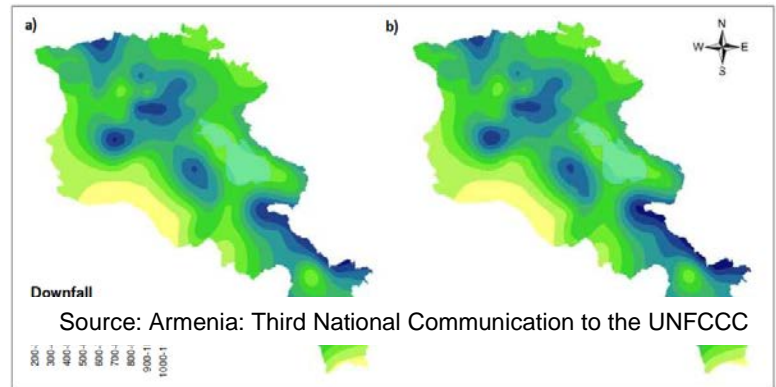 a)
b)
N
W E
S
Downfall
Source: Armenia: Third National Communication to the UNFCCC
200-
300-
400-
500-
600-
700-
800-
900-1
1000-1